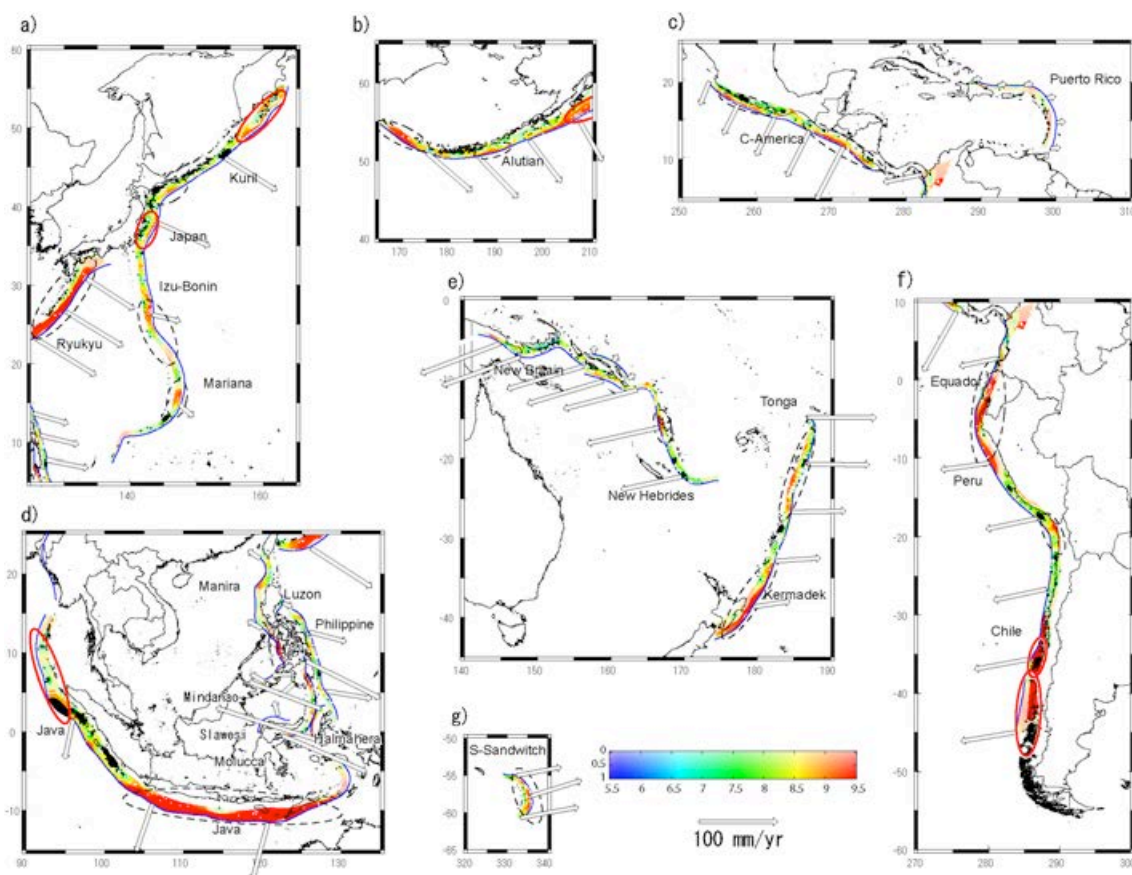 a)
60
50
40
30
20
10
140
160
Kuril
Japan
Izu-Bonin
Ryukyu
Mariana
b)
60
50
40
170
180
190
200
210
Alutian
c)
20
10
250
260
270
280
290
300
310
Puerto Rico
C-America
d)
20
10
0
-10
90
100
110
120
130
Manira
Luzon
Philippine
Mindanao
Slawesi
Halmahera
Molucca
Java
Java
e)
0
-10
-20
-30
-40
140
150
160
170
180
190
New Britain
Tonga
New Hebrides
Kermadek
f)
10
0
-10
-20
-30
-40
-50
-60
270
280
290
300
Equador
Peru
Chile
g)
-50
-55
-60
-65
320
330
340
S-Sandwitch
0
0.5
1
5.5 6 6.5 7 7.5 8 8.5 9 9.5
100 mm/yr